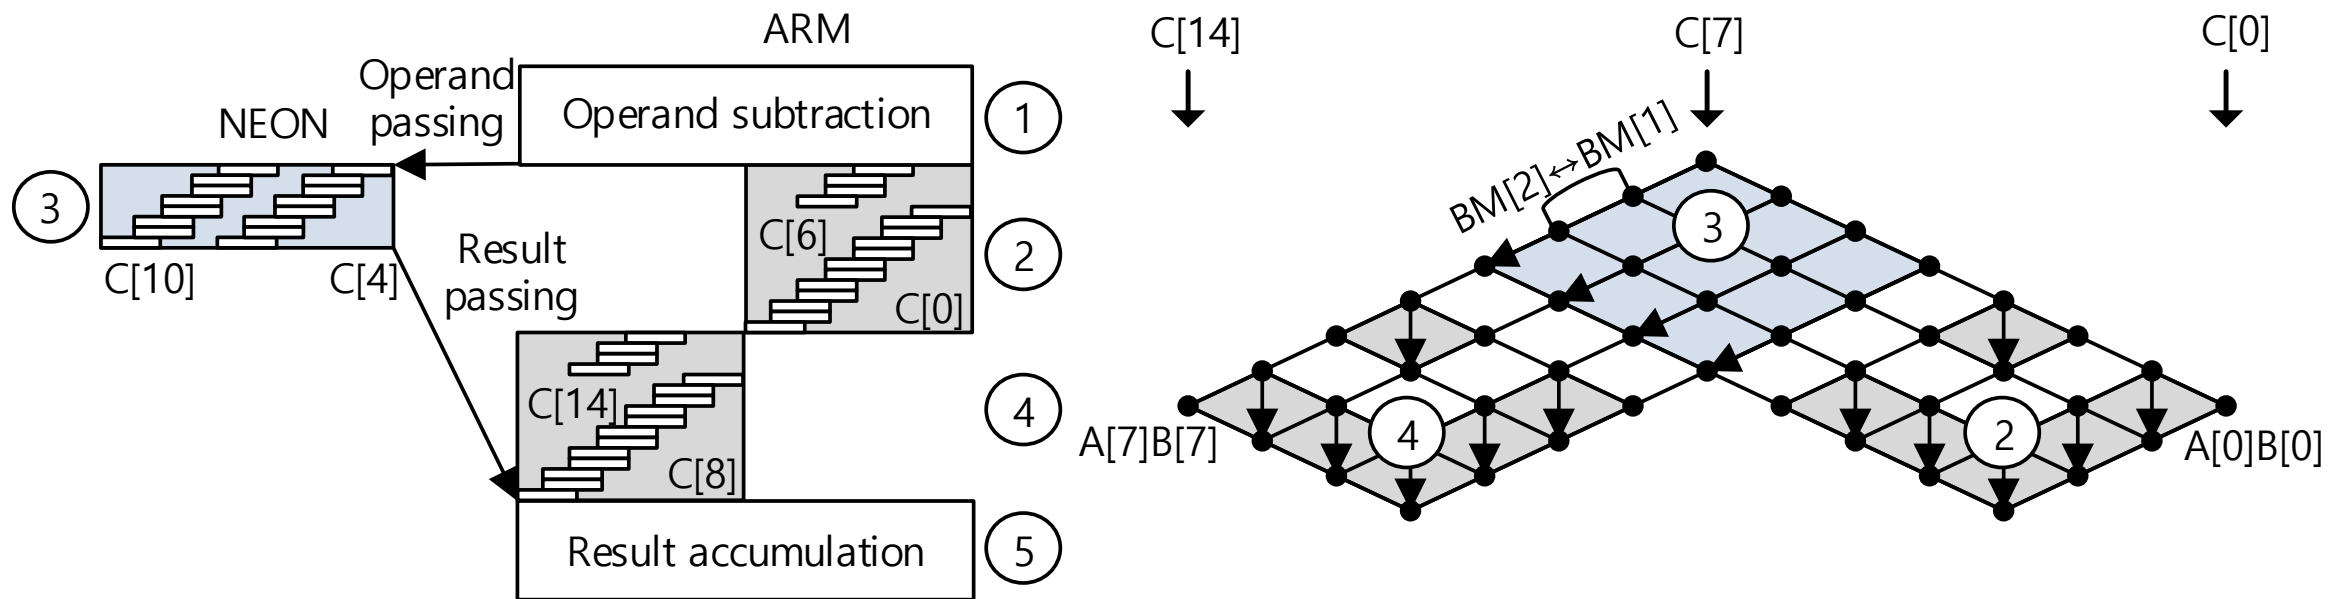 ARM
Operand
passing
NEON
Operand subtraction
1
3
C[10]
C[4]
Result
passing
C[6]
C[0]
2
C[14]
C[8]
4
Result accumulation
5
C[14]
C[7]
C[0]
BM[2]↔BM[1]
3
4
2
A[7]B[7]
A[0]B[0]